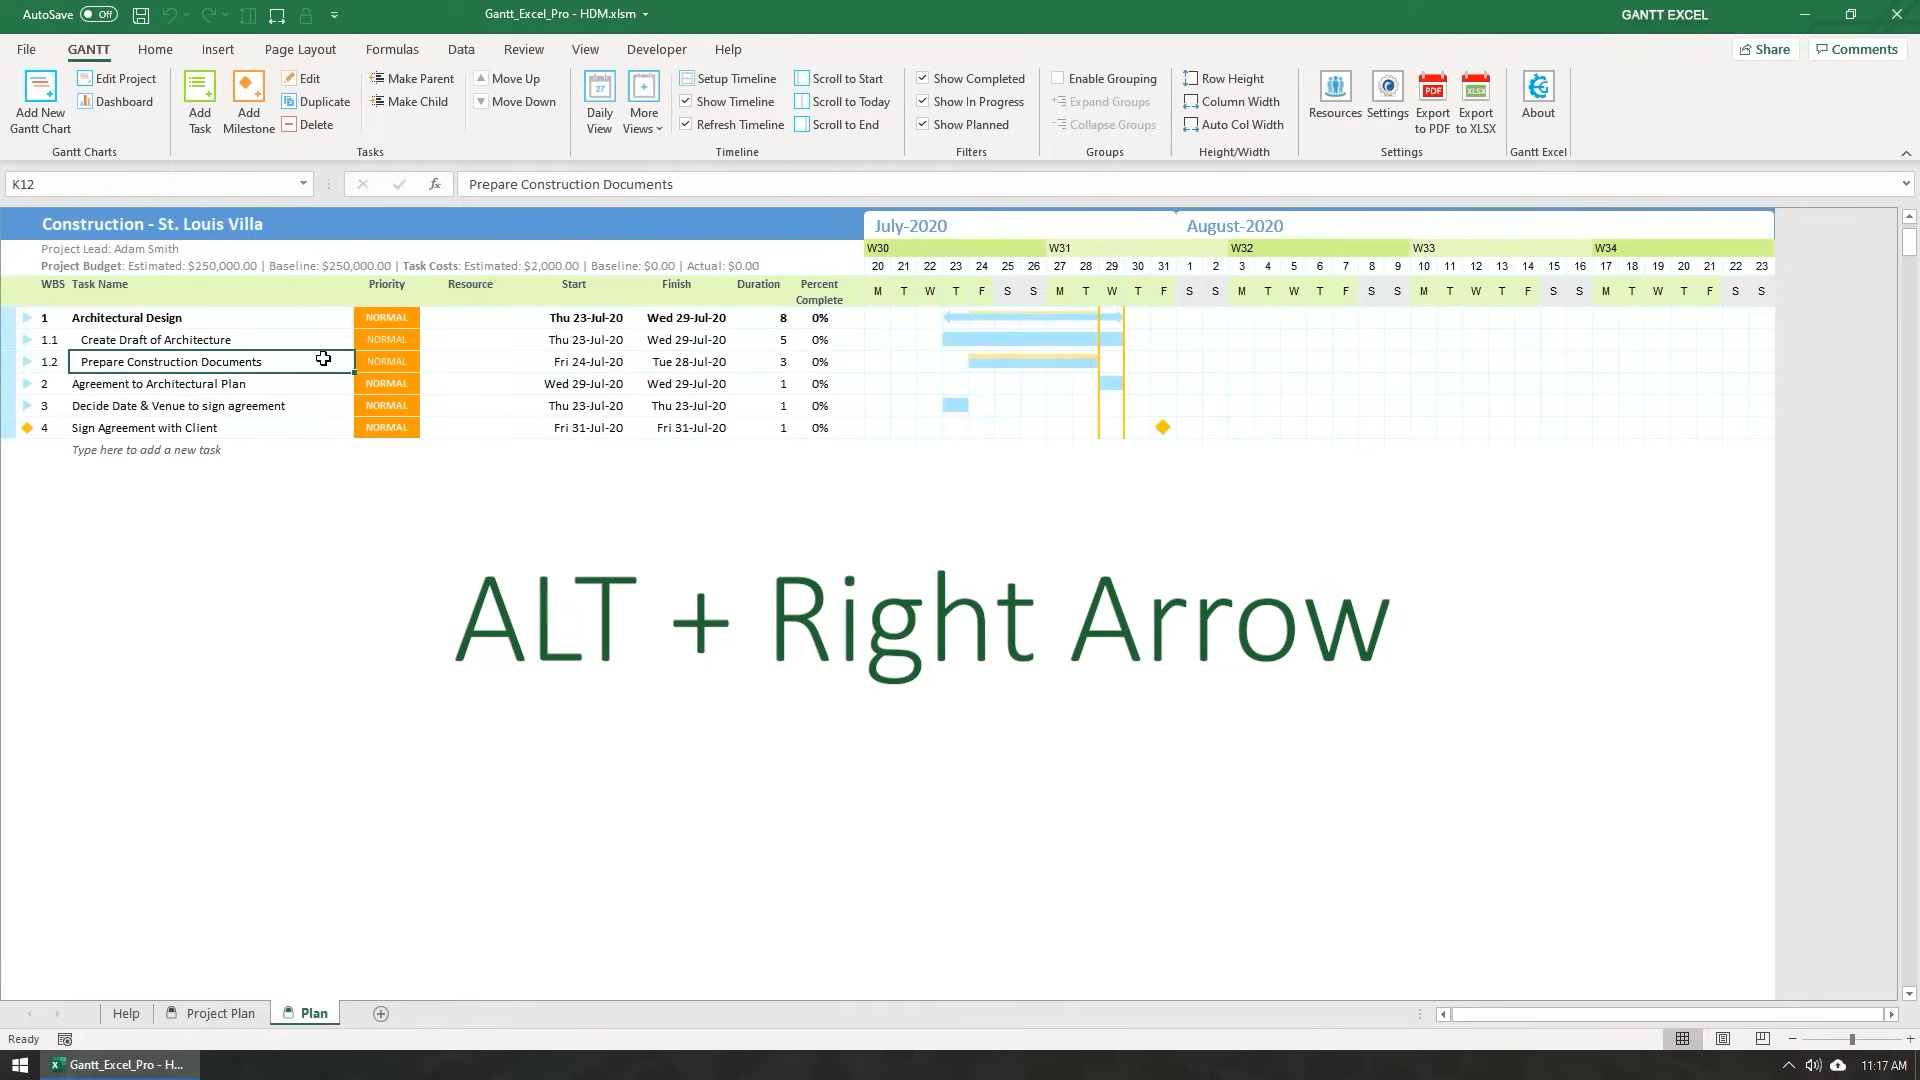 AutoSave Off Gantt_Excel_Pro - HDM.xlsm GANTT EXCEL
File GANTT Home Insert Page Layout Formulas Data Review View Developer Help Share Comments
Add New Gantt Chart
Edit Project
Dashboard
Gantt Charts
Add Task
Add Milestone
Edit
Duplicate
Delete
Make Parent
Make Child
Move Up
Move Down
Tasks
Daily View
27
More Views
Setup Timeline
Show Timeline
Refresh Timeline
Scroll to Start
Scroll to Today
Scroll to End
Timeline
Show Completed
Show In Progress
Show Planned
Filters
Enable Grouping
Expand Groups
Collapse Groups
Groups
Row Height
Column Width
Auto Col Width
Height/Width
Resources
Settings
PDF
Export to PDF
XLSX
Export to XLSX
Settings
About
Gantt Excel
K12 fx Prepare Construction Documents
Construction - St. Louis Villa July-2020 August-2020
Project Lead: Adam Smith W30 W31 W32 W33 W34
Project Budget: Estimated: $250,000.00 | Baseline: $250,000.00 | Task Costs: Estimated: $2,000.00 | Baseline: $0.00 | Actual: $0.00 20 21 22 23 24 25 26 27 28 29 30 31 1 2 3 4 5 6 7 8 9 10 11 12 13 14 15 16 17 18 19 20 21 22 23
WBS Task Name Priority Resource Start Finish Duration Percent Complete M T W T F S S M T W T F S S M T W T F S S M T W T F S S M T W T F S S
1 Architectural Design NORMAL Thu 23-Jul-20 Wed 29-Jul-20 8 0%
1.1 Create Draft of Architecture NORMAL Thu 23-Jul-20 Wed 29-Jul-20 5 0%
1.2 Prepare Construction Documents NORMAL Fri 24-Jul-20 Tue 28-Jul-20 3 0%
2 Agreement to Architectural Plan NORMAL Wed 29-Jul-20 Wed 29-Jul-20 1 0%
3 Decide Date & Venue to sign agreement NORMAL Thu 23-Jul-20 Thu 23-Jul-20 1 0%
4 Sign Agreement with Client NORMAL Fri 31-Jul-20 Fri 31-Jul-20 1 0%
Type here to add a new task
ALT + Right Arrow
Help Project Plan Plan
Ready
Gantt_Excel_Pro - H... 11:17 AM